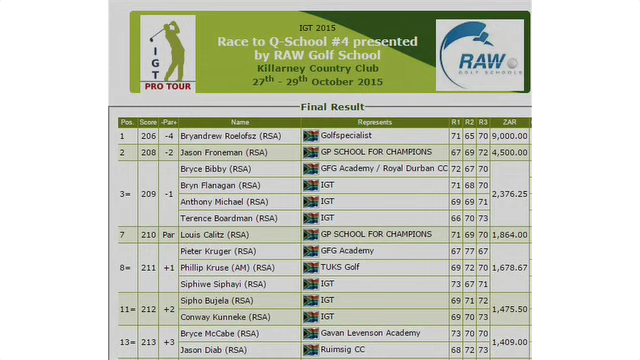 IGT
PRO TOUR
IGT 2015
Race to Q-School #4 presented
by RAW Golf School
Killarney Country Club
27th - 29th October 2015
RAW
GOLF SCHOOLS
Final Result
Pos. Score -Par+ Name Represents R1 R2 R3 ZAR
1 206 -4 Bryandrew Roelofsz (RSA) Golfspecialist 71 65 70 9,000.00
2 208 -2 Jason Froneman (RSA) GP SCHOOL FOR CHAMPIONS 67 69 72 4,500.00
3= 209 -1 Bryce Bibby (RSA) GFG Academy / Royal Durban CC 72 67 70 2,376.25
Bryn Flanagan (RSA) IGT 71 68 70
Anthony Michael (RSA) IGT 69 69 71
Terence Boardman (RSA) IGT 66 70 73
7 210 Par Louis Calitz (RSA) GP SCHOOL FOR CHAMPIONS 71 69 70 1,864.00
8= 211 +1 Pieter Kruger (RSA) GFG Academy 67 77 67 1,678.67
Phillip Kruse (AM) (RSA) TUKS Golf 69 72 70
Siphiwe Siphayi (RSA) IGT 73 67 71
11= 212 +2 Sipho Bujela (RSA) IGT 69 71 72 1,475.50
Conway Kunneke (RSA) IGT 69 70 73
13= 213 +3 Bryce McCabe (RSA) Gavan Levenson Academy 73 70 70 1,409.00
Jason Diab (RSA) Ruimsig CC 68 72 73